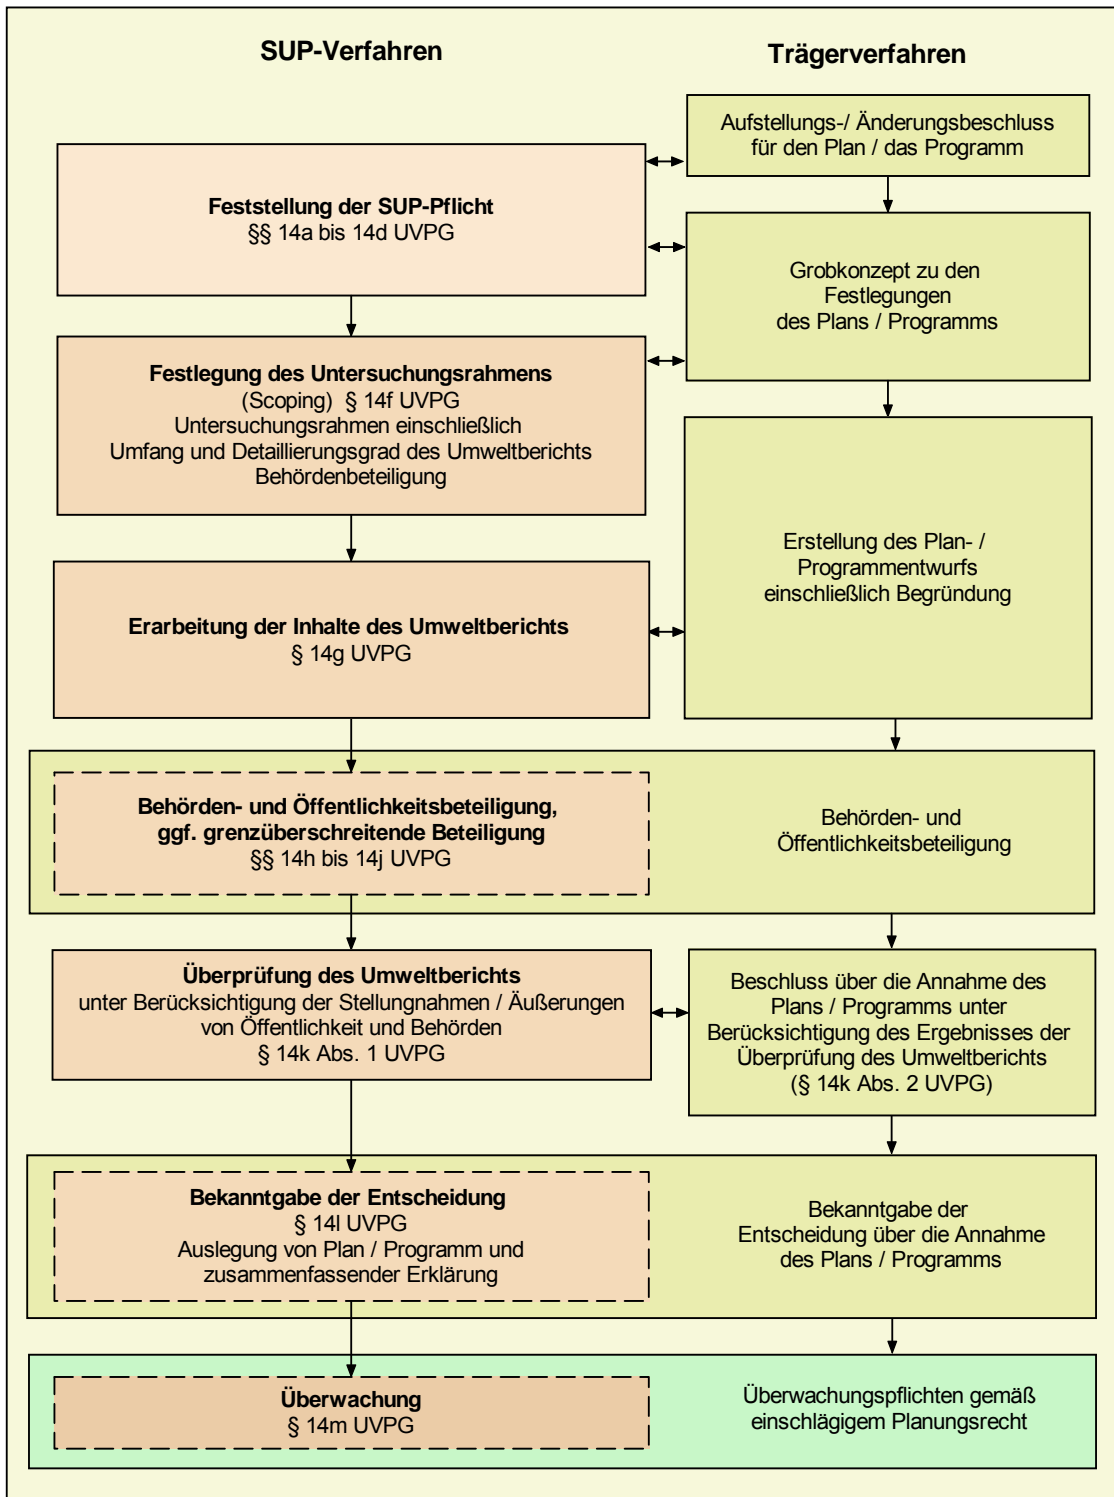 SUP-Verfahren
Trägerverfahren
Aufstellungs-/ Änderungsbeschluss
für den Plan / das Programm
Feststellung der SUP-Pflicht
§§ 14a bis 14d UVPG
Grobkonzept zu den
Festlegungen
des Plans / Programms
Festlegung des Untersuchungsrahmens
(Scoping) § 14f UVPG
Untersuchungsrahmen einschließlich
Umfang und Detaillierungsgrad des Umweltberichts
Behördenbeteiligung
Erstellung des Plan- /
Programmentwurfs
einschließlich Begründung
Erarbeitung der Inhalte des Umweltberichts
§ 14g UVPG
Behörden- und Öffentlichkeitsbeteiligung,
ggf. grenzüberschreitende Beteiligung
§§ 14h bis 14j UVPG
Behörden- und
Öffentlichkeitsbeteiligung
Überprüfung des Umweltberichts
unter Berücksichtigung der Stellungnahmen / Äußerungen
von Öffentlichkeit und Behörden
§ 14k Abs. 1 UVPG
Beschluss über die Annahme des
Plans / Programms unter
Berücksichtigung des Ergebnisses der
Überprüfung des Umweltberichts
(§ 14k Abs. 2 UVPG)
Bekanntgabe der Entscheidung
§ 14l UVPG
Auslegung von Plan / Programm und
zusammenfassender Erklärung
Bekanntgabe der
Entscheidung über die Annahme
des Plans / Programms
Überwachung
§ 14m UVPG
Überwachungspflichten gemäß
einschlägigem Planungsrecht